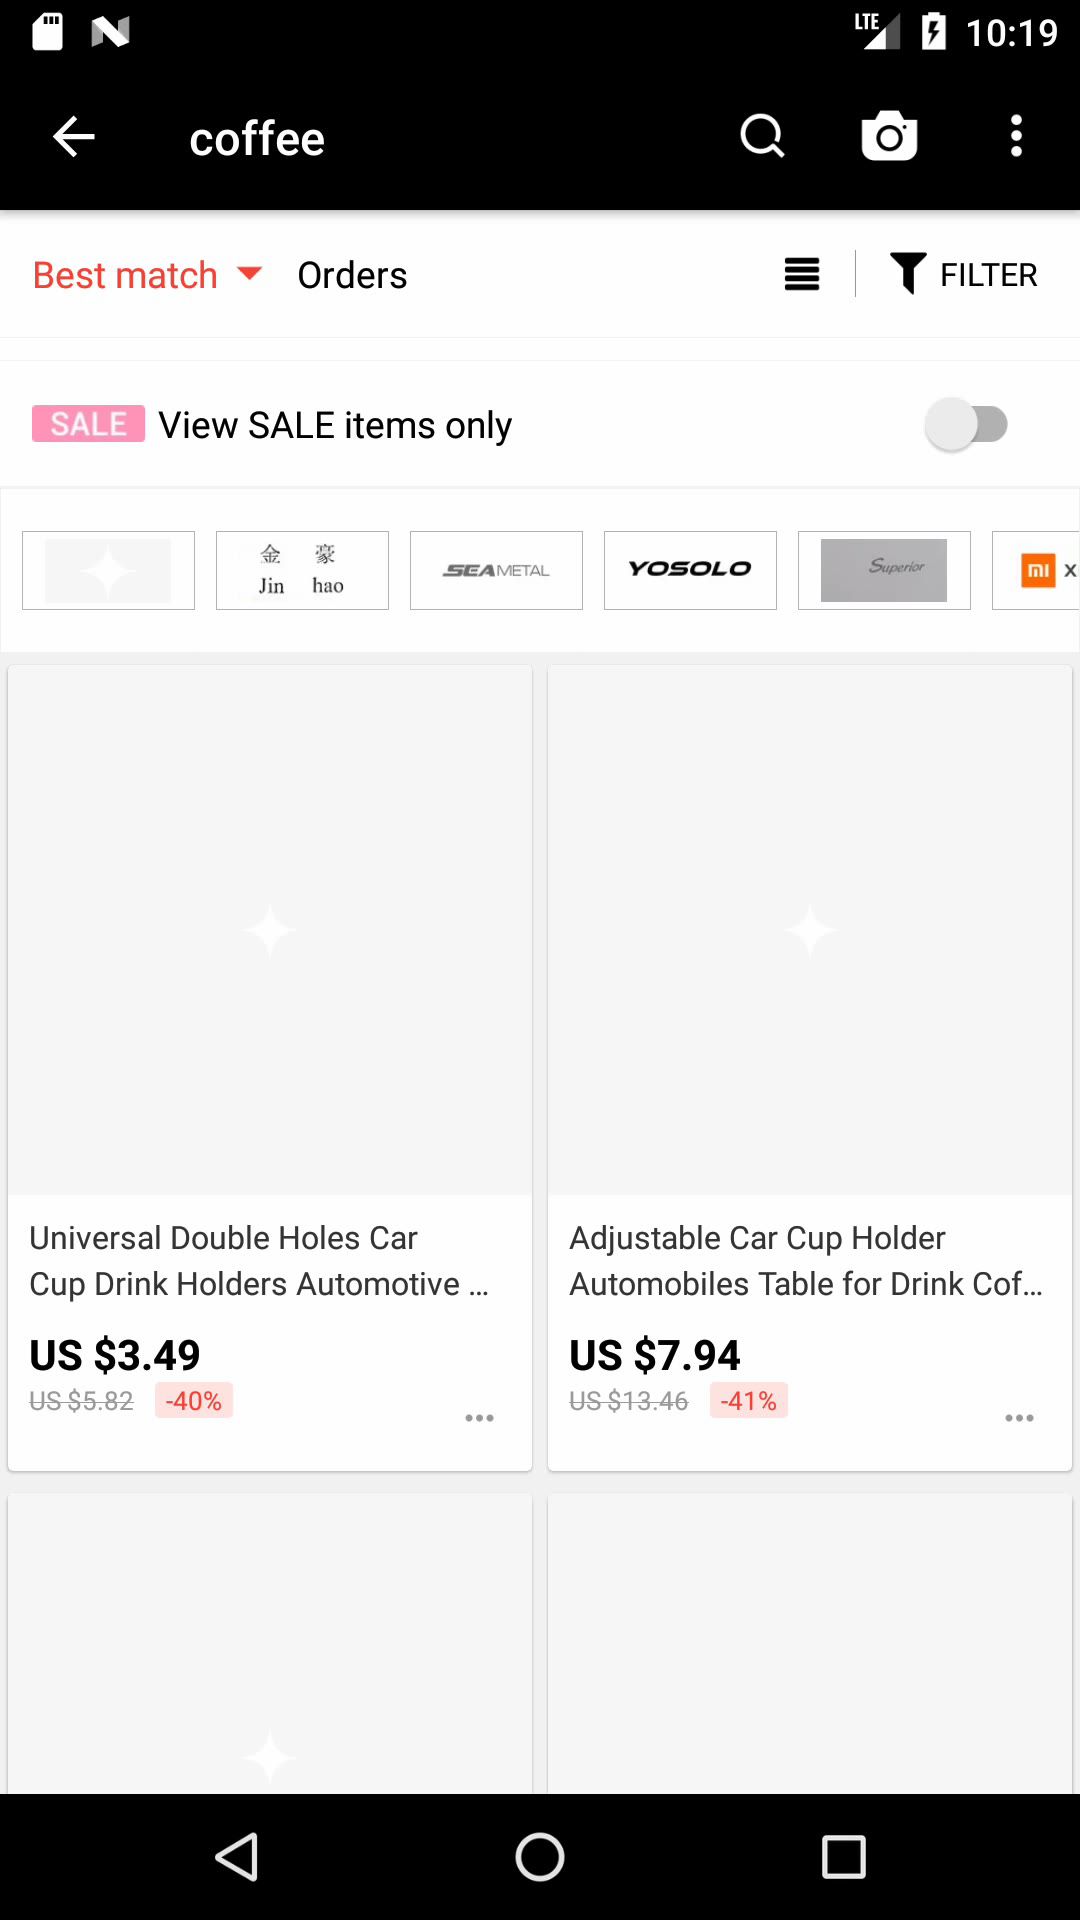 LTE 10:19
coffee
Best match Orders FILTER
SALE View SALE items only
金 豪
Jin hao
SEAMETAL
YOSOLO
Superior
mi X
Universal Double Holes Car
Cup Drink Holders Automotive ...
US $3.49
US $5.82 -40%
Adjustable Car Cup Holder
Automobiles Table for Drink Cof...
US $7.94
US $13.46 -41%